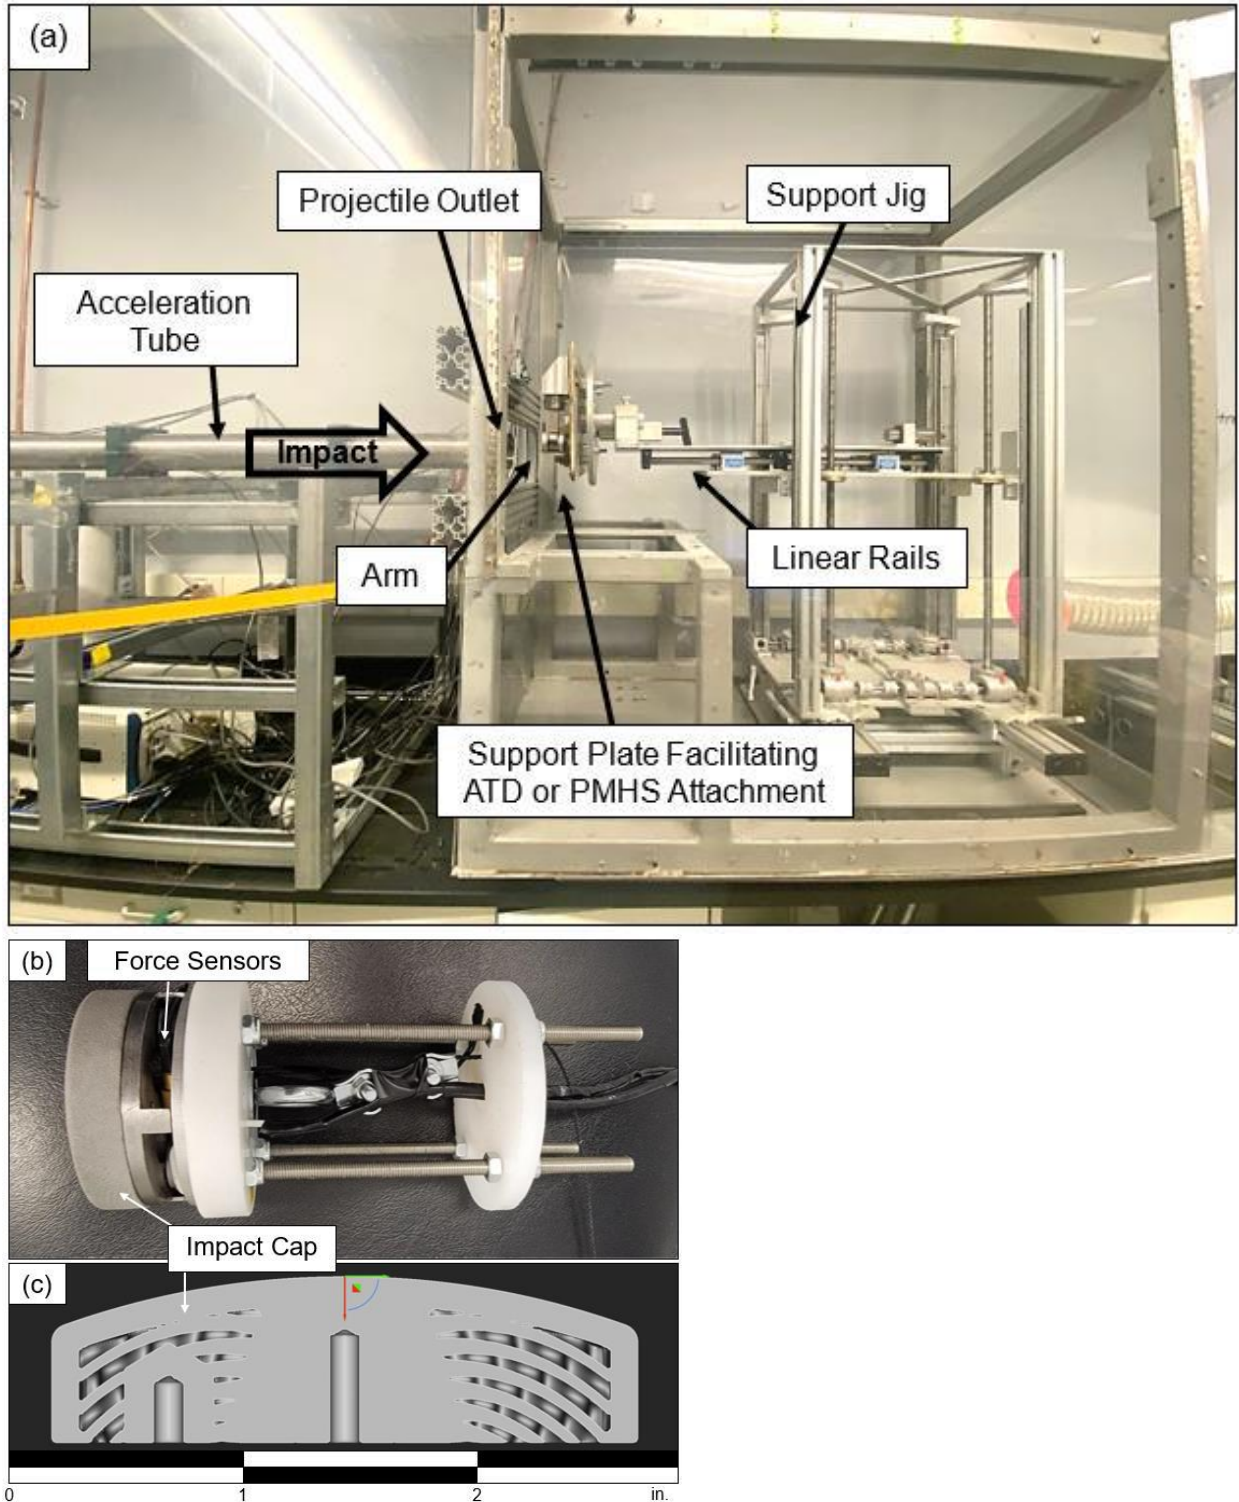 (a)
Projectile Outlet
Support Jig
Acceleration
Tube
Impact
Arm
Linear Rails
Support Plate Facilitating
ATD or PMHS Attachment
(b)
Force Sensors
Impact Cap
(c)
0 1 2 in.